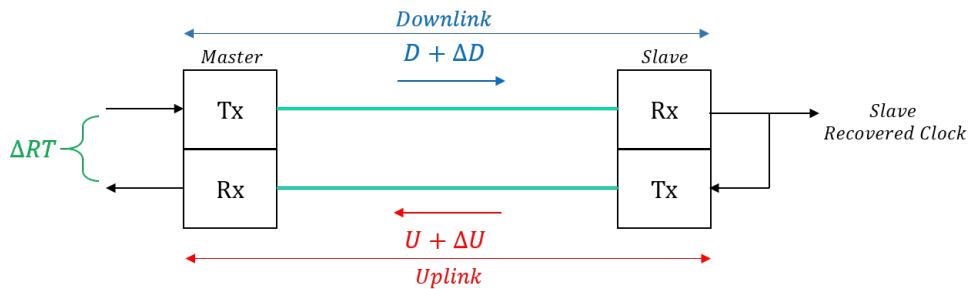 Downlink
D + ΔD
Master
Slave
Tx
Rx
Slave
Recovered Clock
ΔRT
Rx
Tx
U + ΔU
Uplink